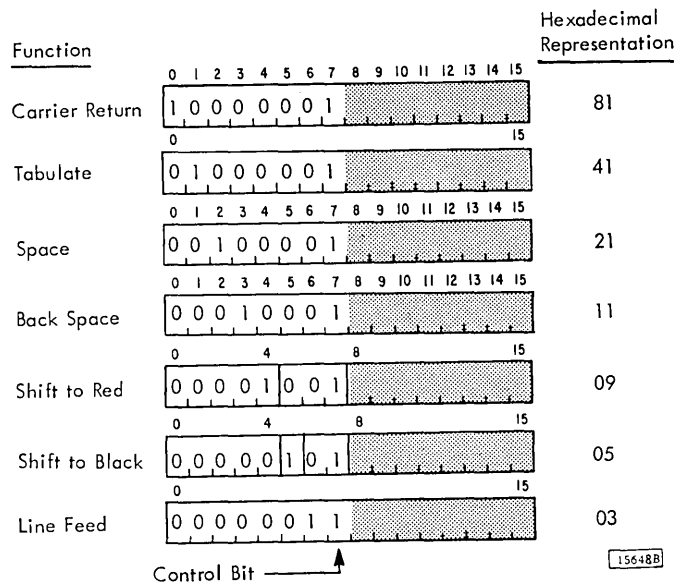 Hexadecimal
Function Representation
0 1 2 3 4 5 6 7 8 9 10 11 12 13 14 15
Carrier Return 1 0 0 0 0 0 0 1 81
0 15
Tabulate 0 1 0 0 0 0 0 1 41
0 1 2 3 4 5 6 7 8 9 10 11 12 13 14 15
Space 0 0 1 0 0 0 0 1 21
0 1 2 3 4 5 6 7 8 9 10 11 12 13 14 15
Back Space 0 0 0 1 0 0 0 1 11
0 4 8 15
Shift to Red 0 0 0 0 1 0 0 1 09
0 4 8 15
Shift to Black 0 0 0 0 0 1 0 1 05
0 15
Line Feed 0 0 0 0 0 0 1 1 03
Control Bit
15648B